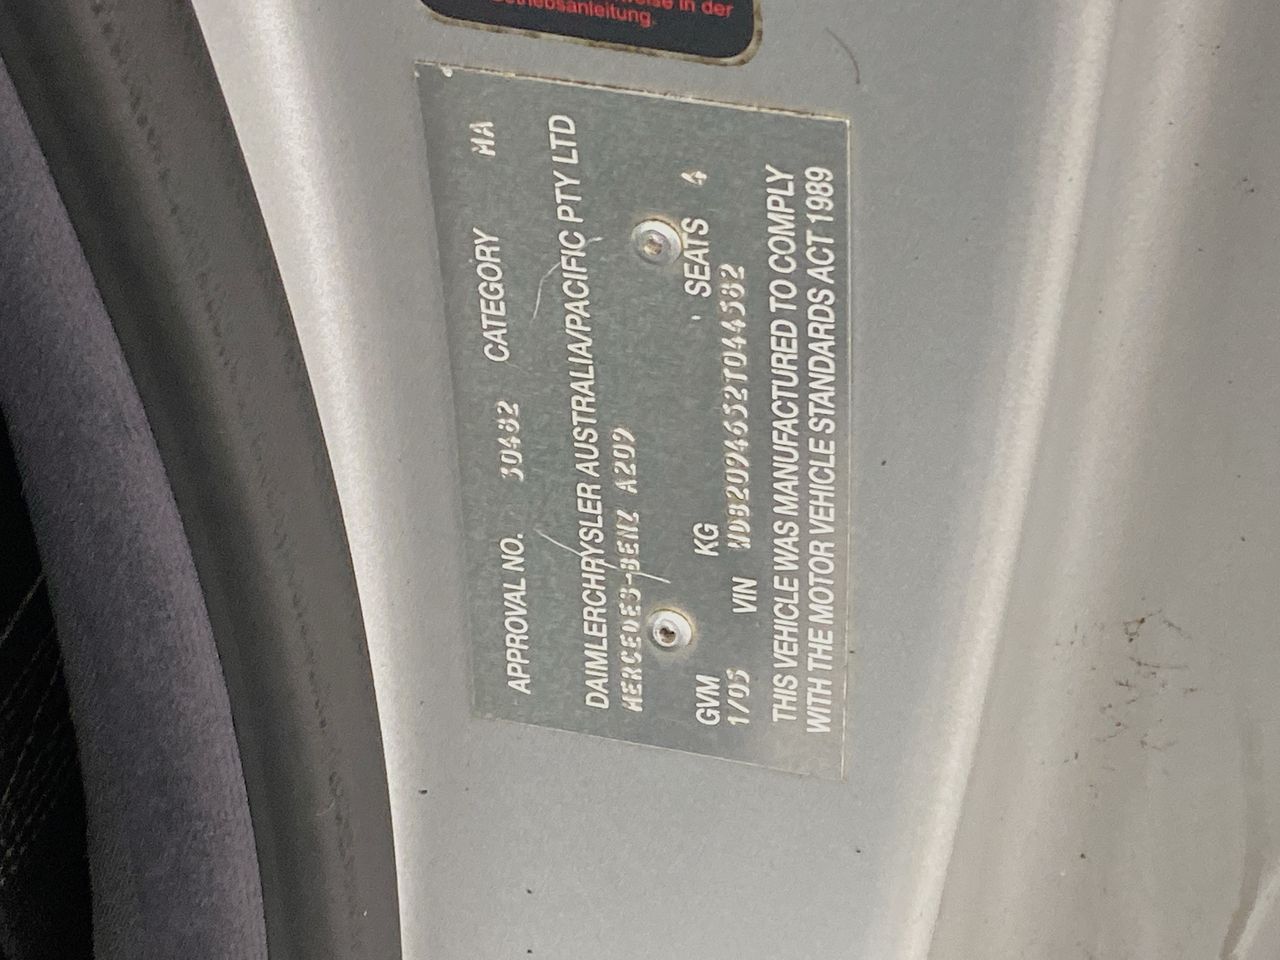 eise in der
etriebsanleitung.
APPROVAL NO. 30482 CATEGORY MA
DAIMLERCHRYSLER AUSTRALIA/PACIFIC PTY LTD
MERCEDES-BENZ A209
GVM KG SEATS 4
1/05 VIN WDB2094652T044582
THIS VEHICLE WAS MANUFACTURED TO COMPLY
WITH THE MOTOR VEHICLE STANDARDS ACT 1989